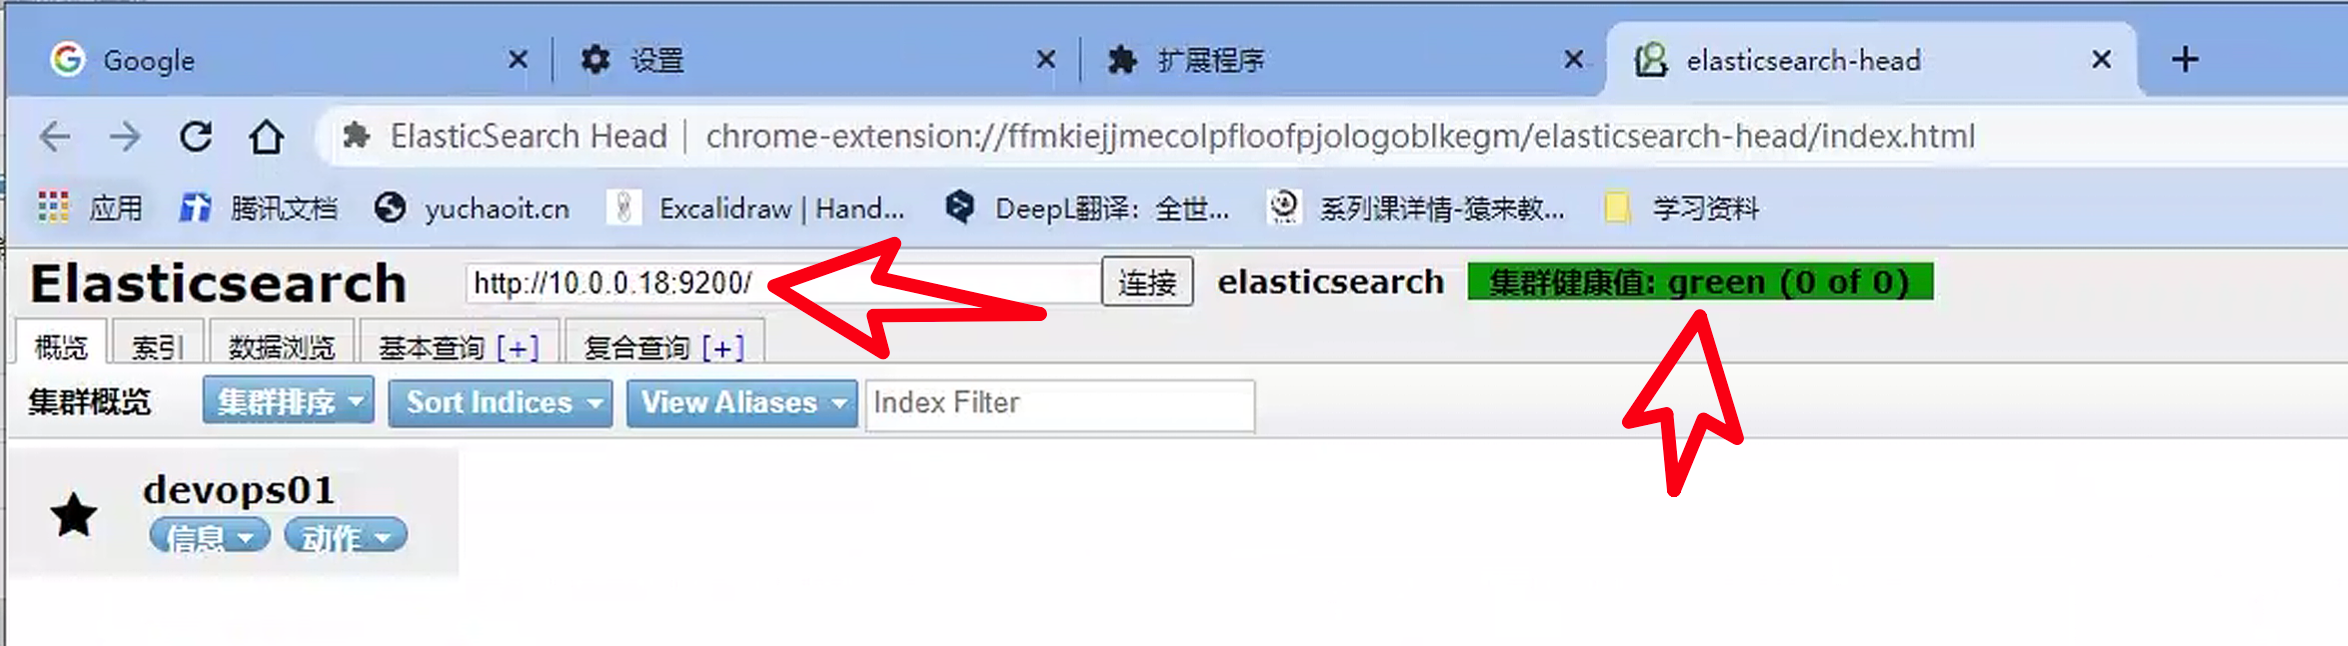 Google 设置 扩展程序 elasticsearch-head
ElasticSearch Head | chrome-extension://ffmkiejjmecolpfloofpjologoblkegm/elasticsearch-head/index.html
应用 腾讯文档 yuchaoit.cn Excalidraw | Hand... DeepL翻译：全世... 系列课详情-猿来教... 学习资料
Elasticsearch http://10.0.0.18:9200/ 连接 elasticsearch 集群健康值: green (0 of 0)
概览 索引 数据浏览 基本查询 [+] 复合查询 [+]
集群概览 集群排序 Sort Indices View Aliases Index Filter
devops01
信息 动作